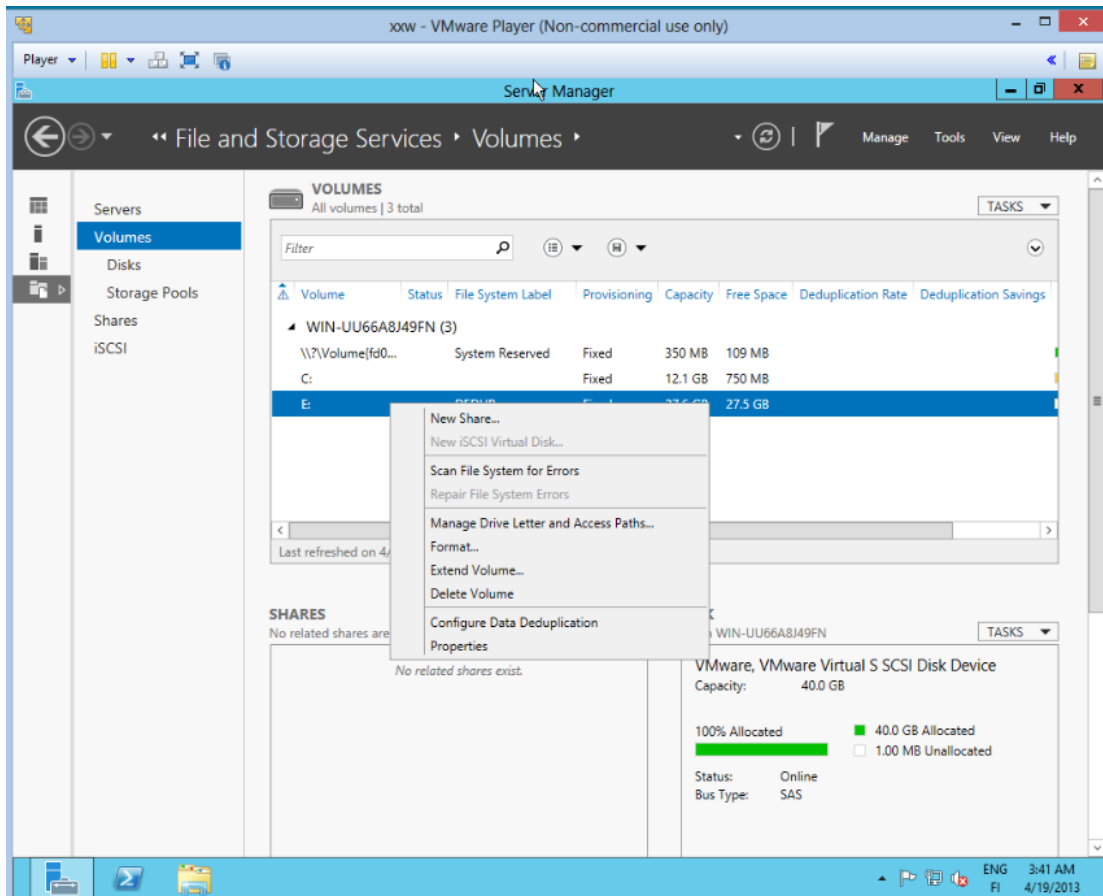 xxw - VMware Player (Non-commercial use only)
Player
Server Manager
File and Storage Services Volumes
Manage Tools View Help
Servers
Volumes
Disks
Storage Pools
Shares
iSCSI
VOLUMES
All volumes | 3 total
TASKS
Filter
Volume Status File System Label Provisioning Capacity Free Space Deduplication Rate Deduplication Savings
WIN-UU66A8J49FN (3)
\\?\Volume{fd0... System Reserved Fixed 350 MB 109 MB
C: Fixed 12.1 GB 750 MB
E: 27.5 GB
New Share...
New iSCSI Virtual Disk...
Scan File System for Errors
Repair File System Errors
Manage Drive Letter and Access Paths...
Format...
Extend Volume...
Delete Volume
Configure Data Deduplication
Properties
Last refreshed on 4/
SHARES
No related shares are
No related shares exist.
WIN-UU66A8J49FN
TASKS
VMware, VMware Virtual S SCSI Disk Device
Capacity: 40.0 GB
100% Allocated
40.0 GB Allocated
1.00 MB Unallocated
Status: Online
Bus Type: SAS
ENG 3:41 AM
FI 4/19/2013